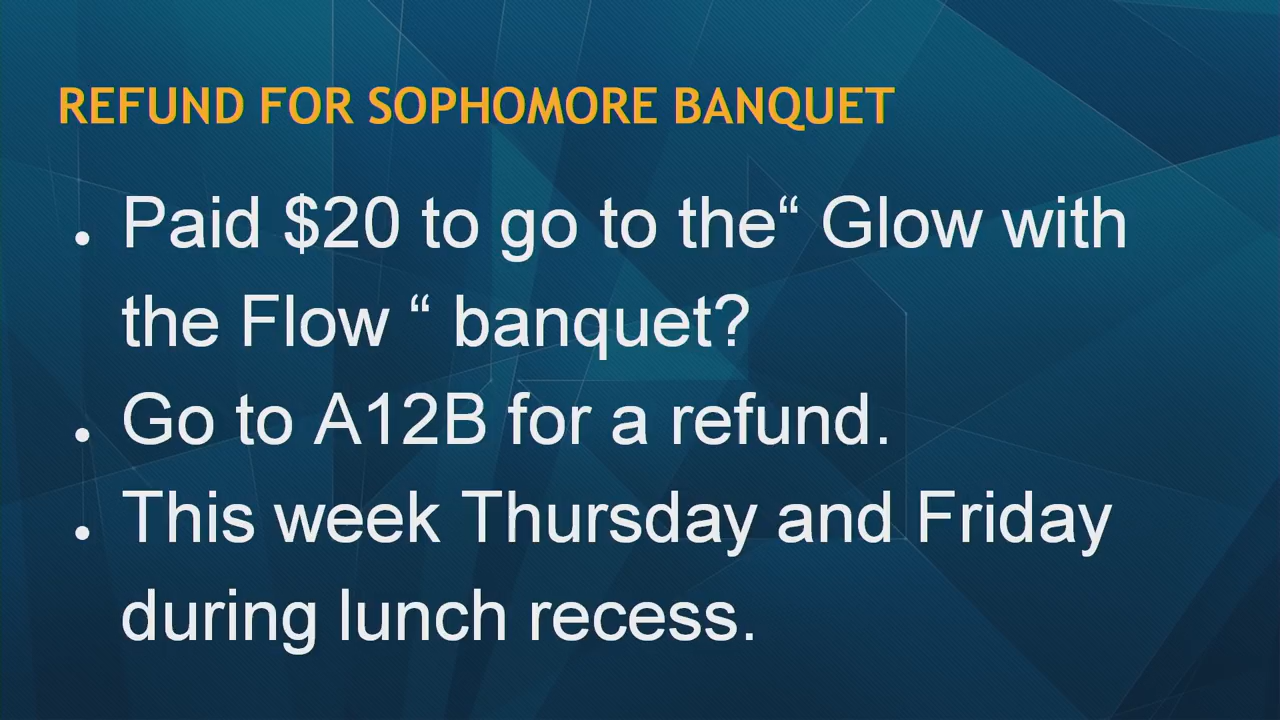 REFUND FOR SOPHOMORE BANQUET
• Paid $20 to go to the“ Glow with
the Flow “ banquet?
• Go to A12B for a refund.
• This week Thursday and Friday
during lunch recess.